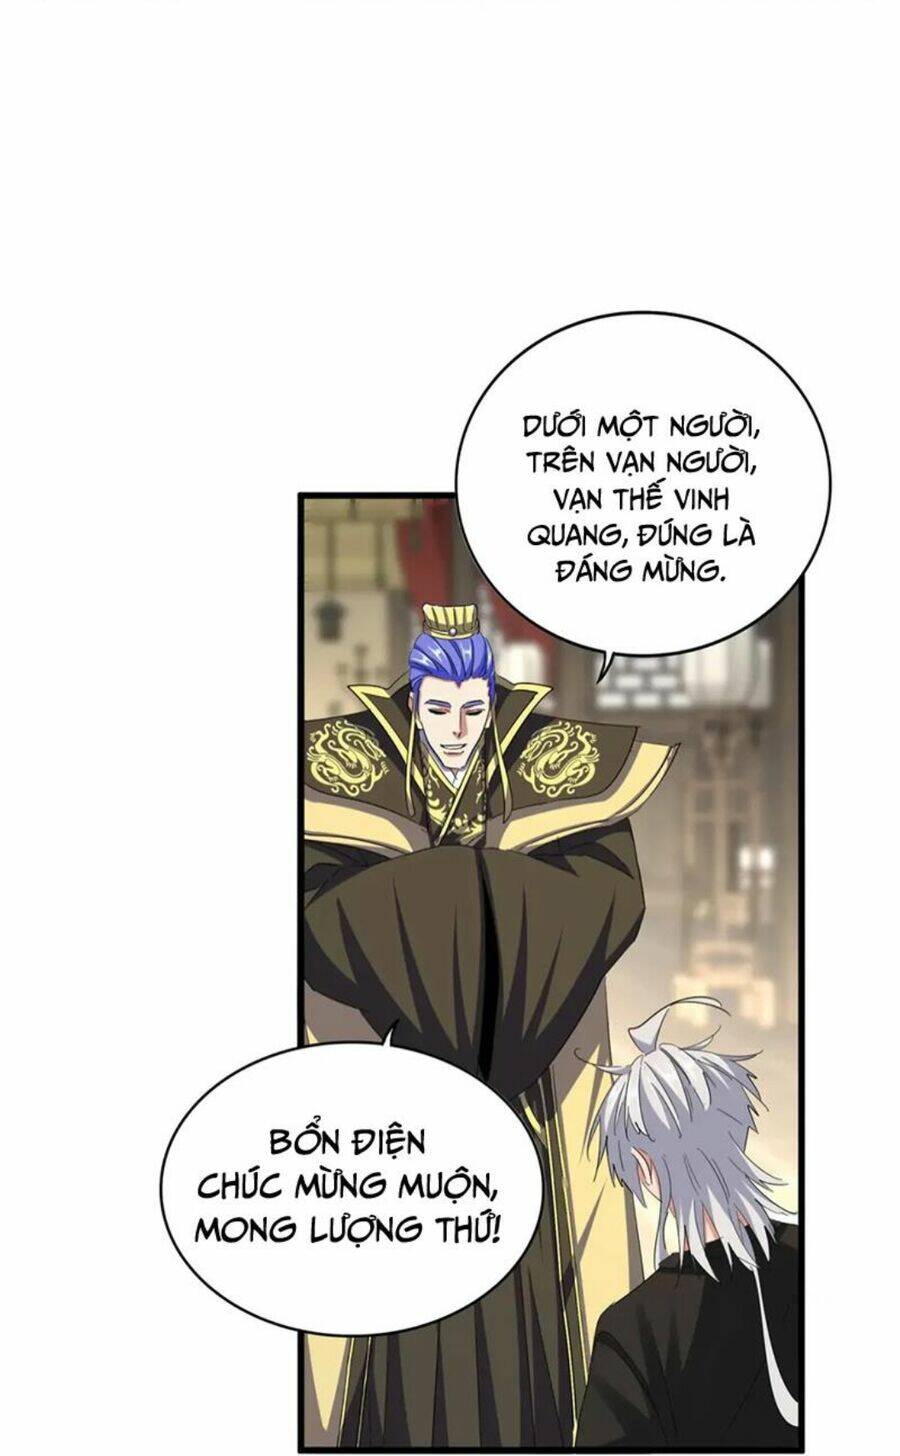 DƯỚI MỘT NGƯỜI,
TRÊN VẠN NGƯỜI,
VẠN THẾ VINH
QUANG, ĐÚNG LÀ
ĐÁNG MỪNG.
BỔN ĐIỆN
CHÚC MỪNG MUỘN,
MONG LƯỢNG THỨ!